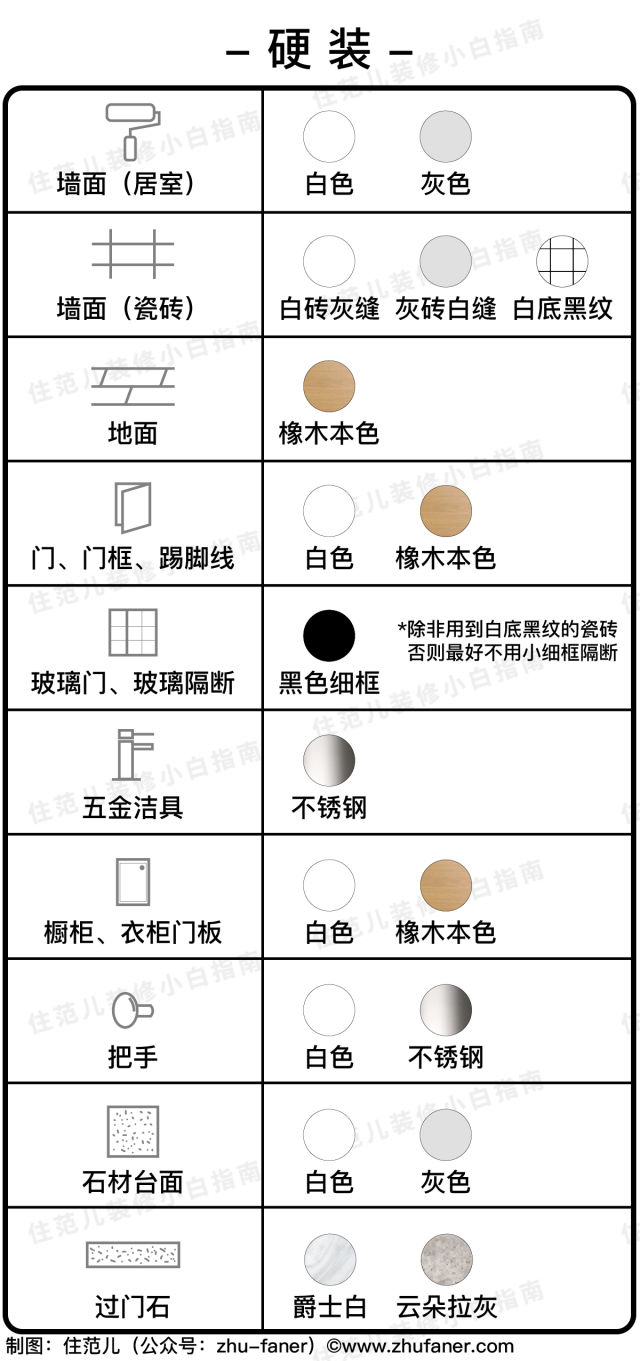 – 硬装 –
墙面（居室）
白色 灰色
墙面（瓷砖）
白砖灰缝 灰砖白缝 白底黑纹
地面
橡木本色
门、门框、踢脚线
白色 橡木本色
玻璃门、玻璃隔断
黑色细框
*除非用到白底黑纹的瓷砖
否则最好不用小细框隔断
五金洁具
不锈钢
橱柜、衣柜门板
白色 橡木本色
把手
白色 不锈钢
石材台面
白色 灰色
过门石
爵士白 云朵拉灰
制图：住范儿（公众号：zhu-faner）©www.zhufaner.com
住范儿装修小白指南